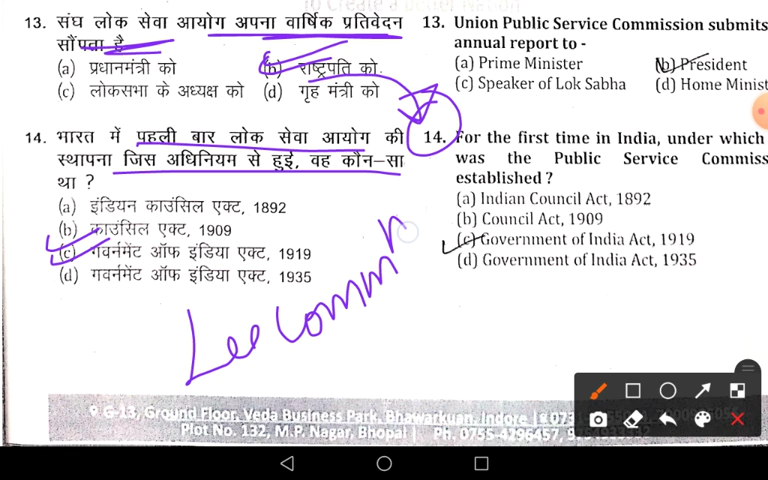 13. संघ लोक सेवा आयोग अपना वार्षिक प्रतिवेदन
सौंपता है
(a) प्रधानमंत्री को (b) राष्ट्रपति को
(c) लोकसभा के अध्यक्ष को (d) गृह मंत्री को
14. भारत में पहली बार लोक सेवा आयोग की
स्थापना जिस अधिनियम से हुई, वह कौन-सा
था ?
(a) इंडियन काउंसिल एक्ट, 1892
(b) काउंसिल एक्ट, 1909
(c) गवर्नमेंट ऑफ इंडिया एक्ट, 1919
(d) गवर्नमेंट ऑफ इंडिया एक्ट, 1935
13. Union Public Service Commission submits
annual report to -
(a) Prime Minister (b) President
(c) Speaker of Lok Sabha (d) Home Minist
14. For the first time in India, under which
was the Public Service Commiss
established ?
(a) Indian Council Act, 1892
(b) Council Act, 1909
(c) Government of India Act, 1919
(d) Government of India Act, 1935
Lee Comm
G-13, Ground Floor, Veda Business Park, Bhawarkuan, Indore
Plot No. 132, M.P. Nagar, Bhopal | Ph. 0755-4296457,